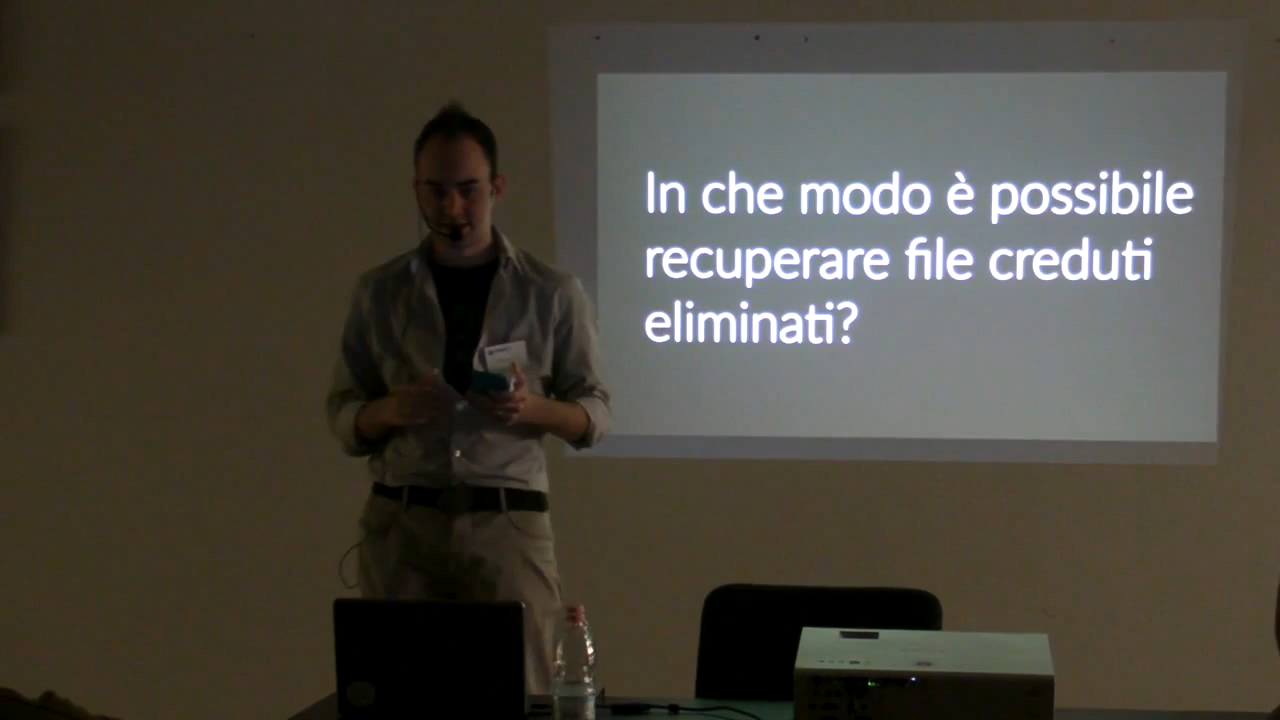 In che modo è possibile
recuperare file creduti
eliminati?